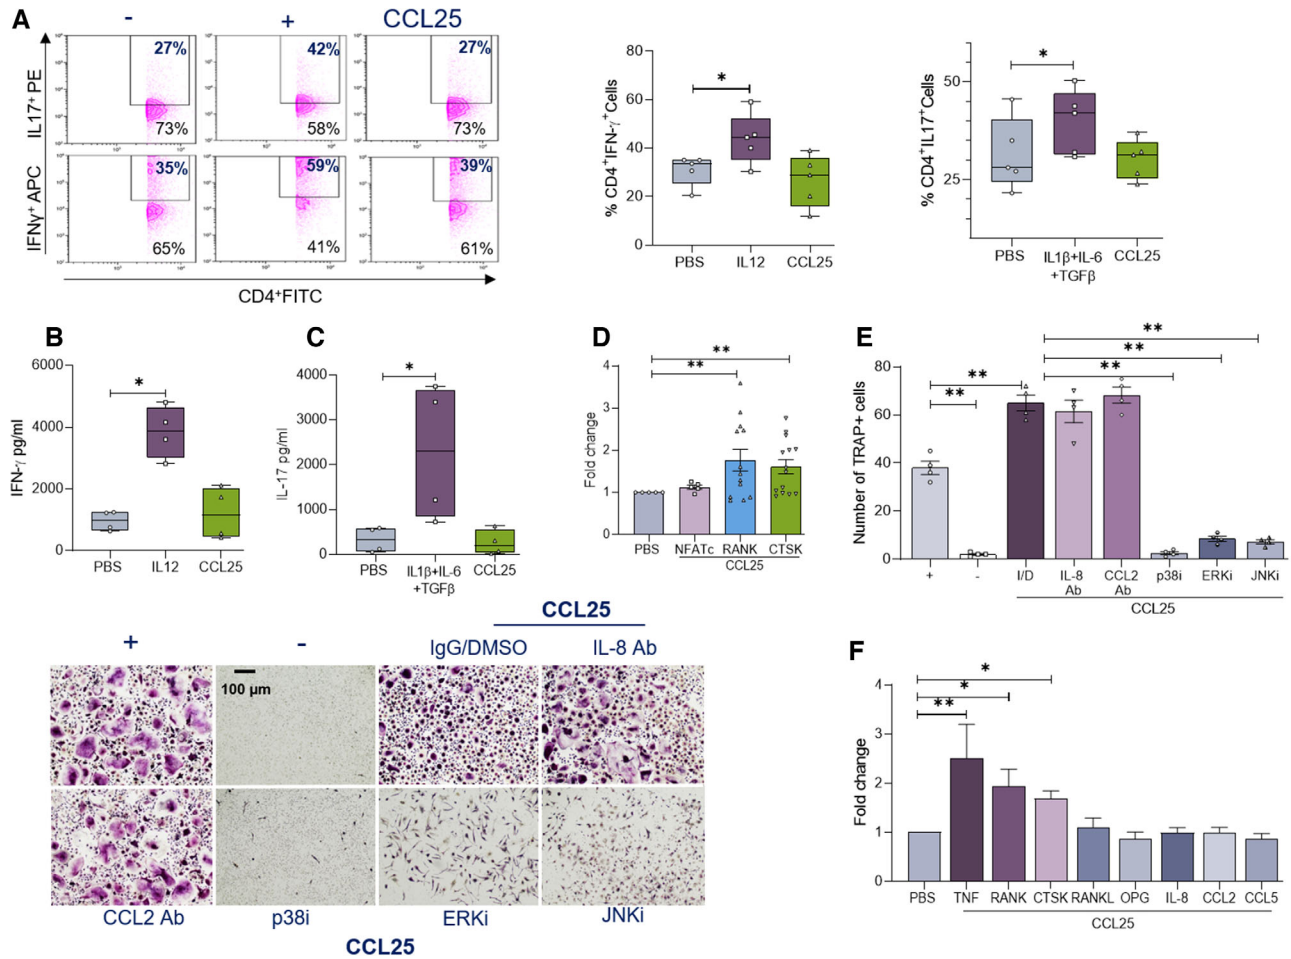 A
- + CCL25
IL17⁺ PE
27%
73%
42%
58%
27%
73%
IFNγ⁺ APC
35%
65%
59%
41%
39%
61%
CD4⁺FITC
% CD4⁺IFN-γ⁺Cells
80
60
40
20
0
*
PBS IL12 CCL25
% CD4⁺IL17⁺Cells
50
25
*
PBS IL1β+IL-6 CCL25
+TGFβ
B
IFN-γ pg/ml
6000
4000
2000
0
*
PBS IL12 CCL25
C
IL-17 pg/ml
4000
3000
2000
1000
0
*
PBS IL1β+IL-6 CCL25
+TGFβ
D
Fold change
4
3
2
1
0
**
**
PBS NFATc RANK CTSK
CCL25
E
Number of TRAP+ cells
80
60
40
20
0
**
**
**
**
**
+ - I/D IL-8 CCL2 p38i ERKi JNKi
Ab Ab
CCL25
CCL25
+ - IgG/DMSO IL-8 Ab
100 µm
CCL2 Ab p38i ERKi JNKi
CCL25
F
Fold change
4
3
2
1
0
*
*
**
PBS TNF RANK CTSK RANKL OPG IL-8 CCL2 CCL5
CCL25